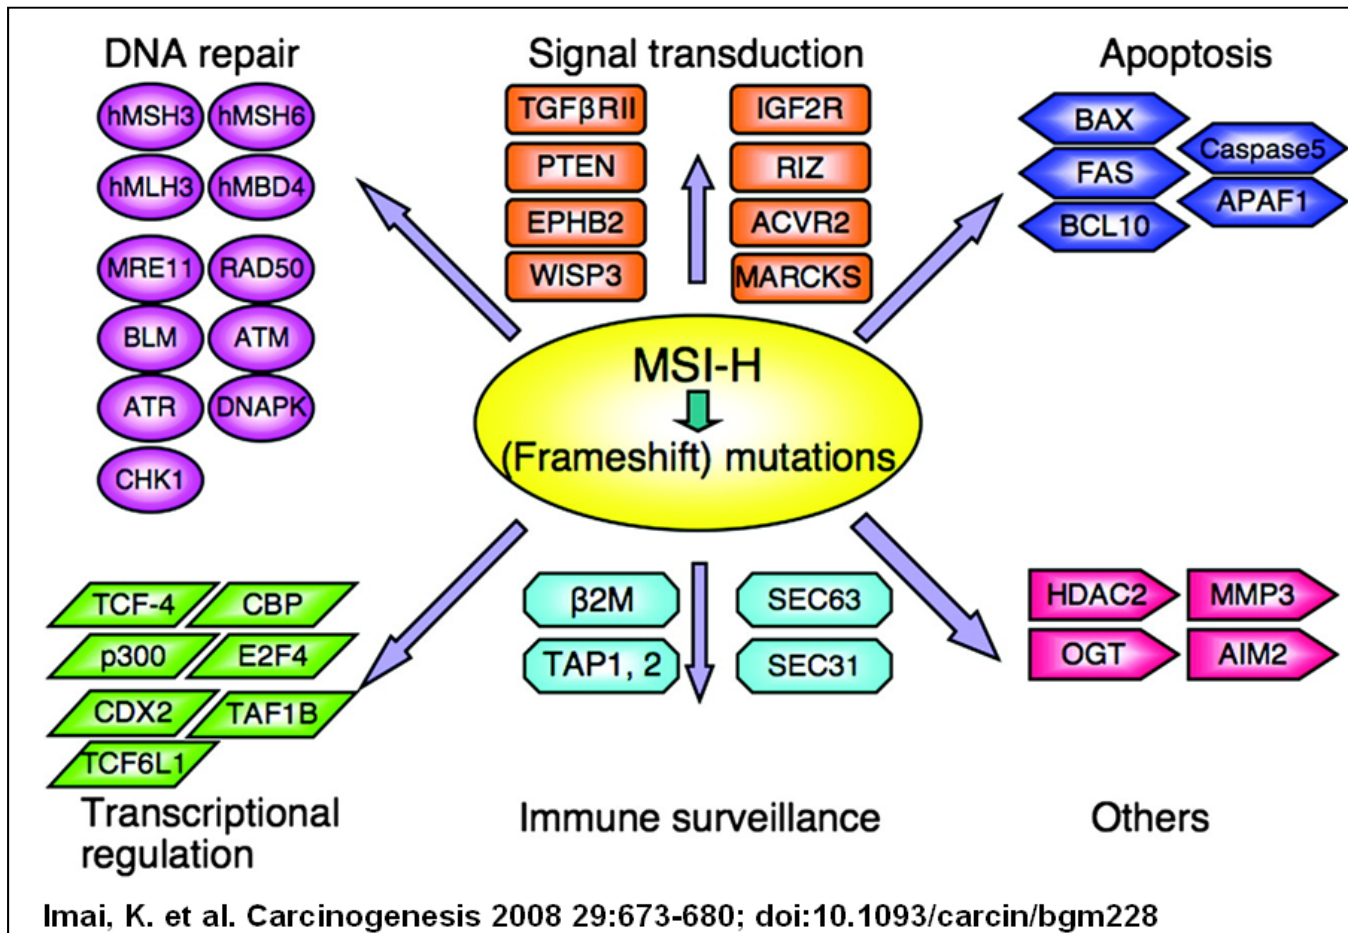 DNA repair
hMSH3 hMSH6
hMLH3 hMBD4
MRE11 RAD50
BLM ATM
ATR DNAPK
CHK1
Signal transduction
TGFβRII IGF2R
PTEN RIZ
EPHB2 ACVR2
WISP3 MARCKS
Apoptosis
BAX
Caspase5
FAS
APAF1
BCL10
MSI-H
(Frameshift) mutations
TCF-4 CBP
p300 E2F4
CDX2 TAF1B
TCF6L1
Transcriptional
regulation
β2M SEC63
TAP1, 2 SEC31
Immune surveillance
HDAC2 MMP3
OGT AIM2
Others
Imai, K. et al. Carcinogenesis 2008 29:673-680; doi:10.1093/carcin/bgm228